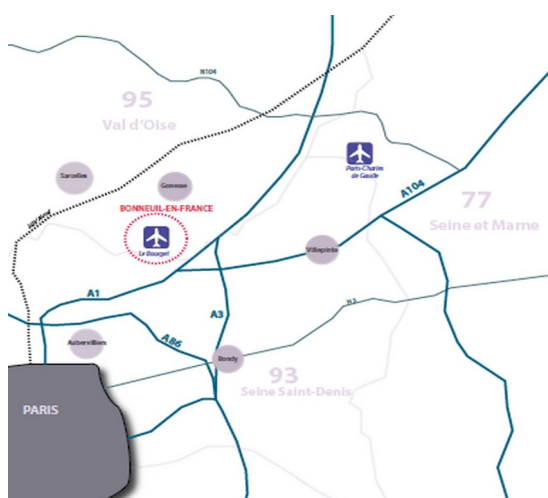 N104
95
Val d'Oise
Paris-Charles
de Gaulle
Sarcelles
Gonesse
A104
77
Seine et Marne
BONNEUIL-EN-FRANCE
Le Bourget
Villepinte
A1
A3
N3
A86
Aubervilliers
Bondy
93
Seine Saint-Denis
PARIS